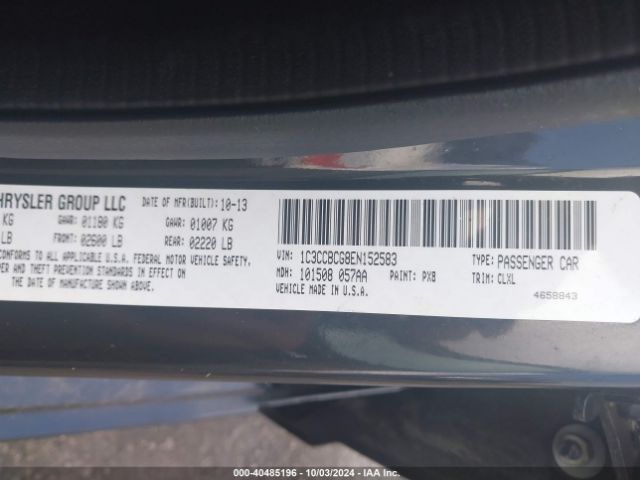 HRYSLER GROUP LLC DATE OF MFR(BUILT): 10-13
KG GAWR: 01180 KG GAWR: 01007 KG
LB FRONT: 02600 LB REAR: 02220 LB
CONFORMS TO ALL APPLICABLE U.S.A. FEDERAL MOTOR VEHICLE SAFETY,
PER AND THEFT PREVENTION STANDARDS IN EFFECT ON
THE DATE OF MANUFACTURE SHOWN ABOVE.
VIN: 1C3CCBCG8EN152583 TYPE: PASSENGER CAR
MDH: 101508 057AA PAINT: PX8 TRIM: CLXL
VEHICLE MADE IN U.S.A. 4658843
000-40485196 - 10/03/2024 - IAA Inc.